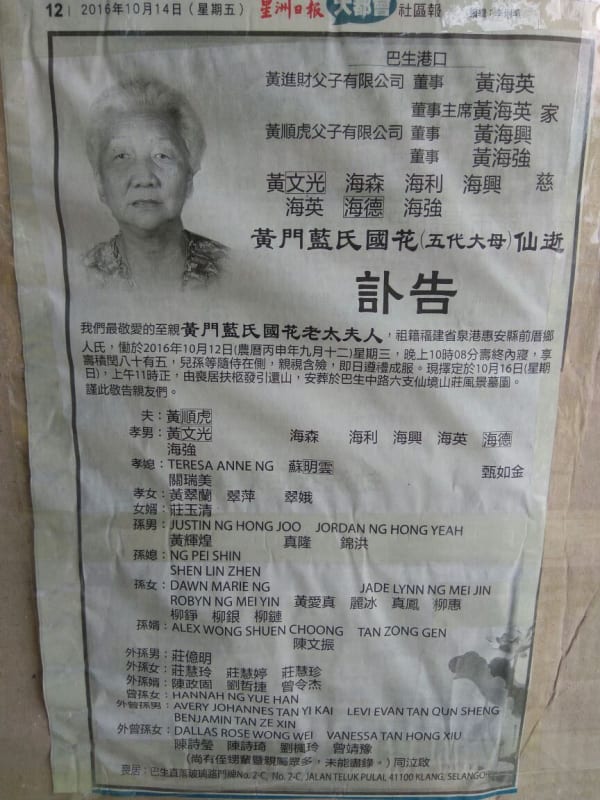 12 2016年10月14日（星期五） 星洲日报 大都會 社區報
巴生港口
黃進財父子有限公司 董事 黃海英
董事主席 黃海英 家
黃順虎父子有限公司 董事 黃海興
董事 黃海強
黃文光 海森 海利 海興 慈
海英 海德 海強
黃門藍氏國花(五代大母)仙逝
訃告
我們最敬愛的至親黃門藍氏國花老太夫人，祖籍福建省泉港惠安縣前厝鄉
人氏，慟於2016年10月12日(農曆丙申年九月十二)星期三，晚上10時08分壽終內寢，享
壽積閏八十有五，兒孫等隨侍在側，親視含殮，即日遵禮成服。現擇定於10月16日(星期
日)，上午11時正，由喪居扶柩發引還山，安葬於巴生中路六支仙境山莊風景墓園。
謹此敬告親友們。
夫：黃順虎
孝男：黃文光 海森 海利 海興 海英 海德
海強
孝媳：TERESA ANNE NG 蘇明雲 甄如金
關瑞美
孝女：黃翠蘭 翠萍 翠娥
女婿：莊玉清
孫男：JUSTIN NG HONG JOO JORDAN NG HONG YEAH
黃輝煌 真隆 錦洪
孫媳：NG PEI SHIN
SHEN LIN ZHEN
孫女：DAWN MARIE NG JADE LYNN NG MEI JIN
ROBYN NG MEI YIN 黃愛真 麗冰 真鳳 柳惠
柳錚 柳銀 柳鏈
孫婿：ALEX WONG SHUEN CHOONG TAN ZONG GEN
陳文振
外孫男：莊億明
外孫女：莊慧玲 莊慧婷 莊慧珍
外孫婿：陳政固 劉哲捷 曾令杰
曾孫女：HANNAH NG YUE HAN
外曾孫男：AVERY JOHANNES TAN YI KAI LEVI EVAN TAN QUN SHENG
BENJAMIN TAN ZE XIN
外曾孫女：DALLAS ROSE WONG WEI VANESSA TAN HONG XIU
陳詩瑩 陳詩琦 劉楓玲 曾靖豫
(尚有侄甥輩暨親屬眾多，未能盡錄。) 同泣啟
喪居：巴生直落玻璃路門牌No. 2-C, No. 2-C, JALAN TELUK PULAI, 41100 KLANG, SELANGOR